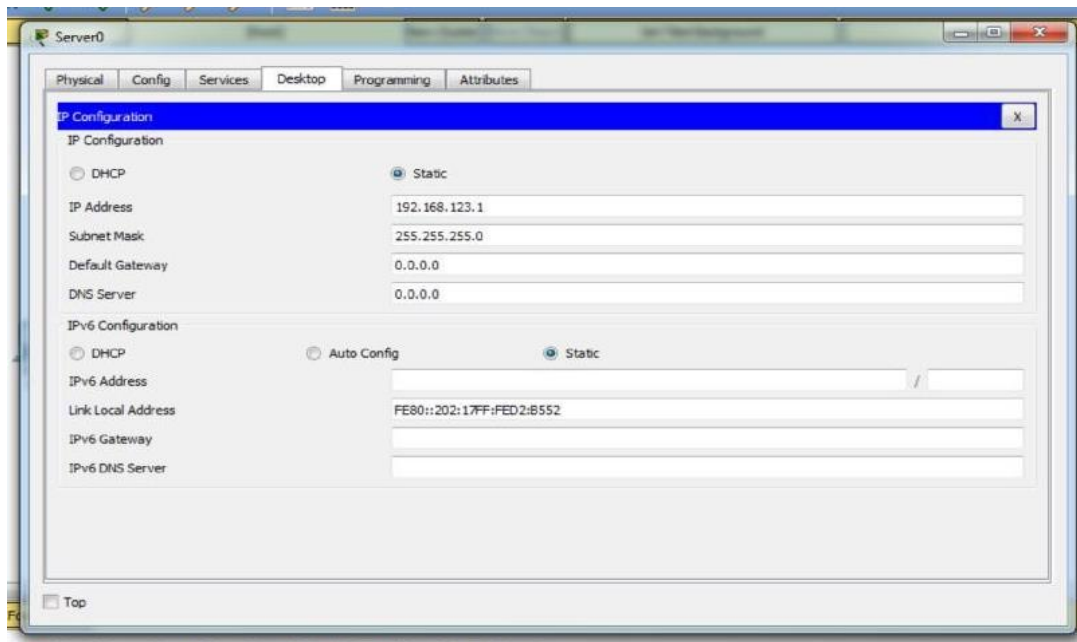 Server0
Physical Config Services Desktop Programming Attributes
IP Configuration X
IP Configuration
DHCP Static
IP Address 192.168.123.1
Subnet Mask 255.255.255.0
Default Gateway 0.0.0.0
DNS Server 0.0.0.0
IPv6 Configuration
DHCP Auto Config Static
IPv6 Address /
Link Local Address FE80::202:17FF:FED2:B552
IPv6 Gateway
IPv6 DNS Server
Top